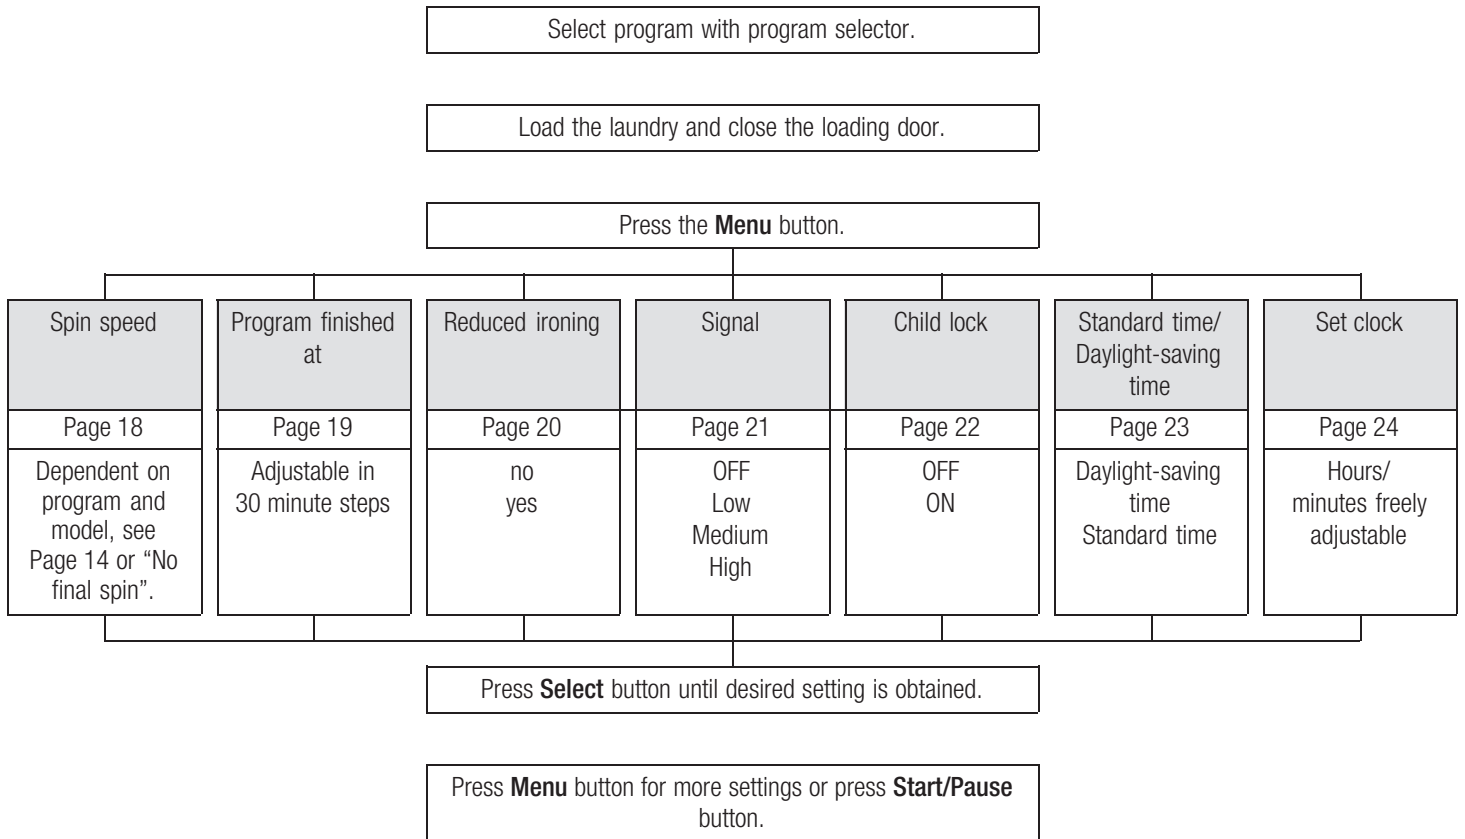 Select program with program selector.
Load the laundry and close the loading door.
Press the Menu button.
Spin speed
Page 18
Dependent on
program and
model, see
Page 14 or “No
final spin”.
Program finished
at
Page 19
Adjustable in
30 minute steps
Reduced ironing
Page 20
no
yes
Signal
Page 21
OFF
Low
Medium
High
Child lock
Page 22
OFF
ON
Standard time/
Daylight-saving
time
Page 23
Daylight-saving
time
Standard time
Set clock
Page 24
Hours/
minutes freely
adjustable
Press Select button until desired setting is obtained.
Press Menu button for more settings or press Start/Pause
button.